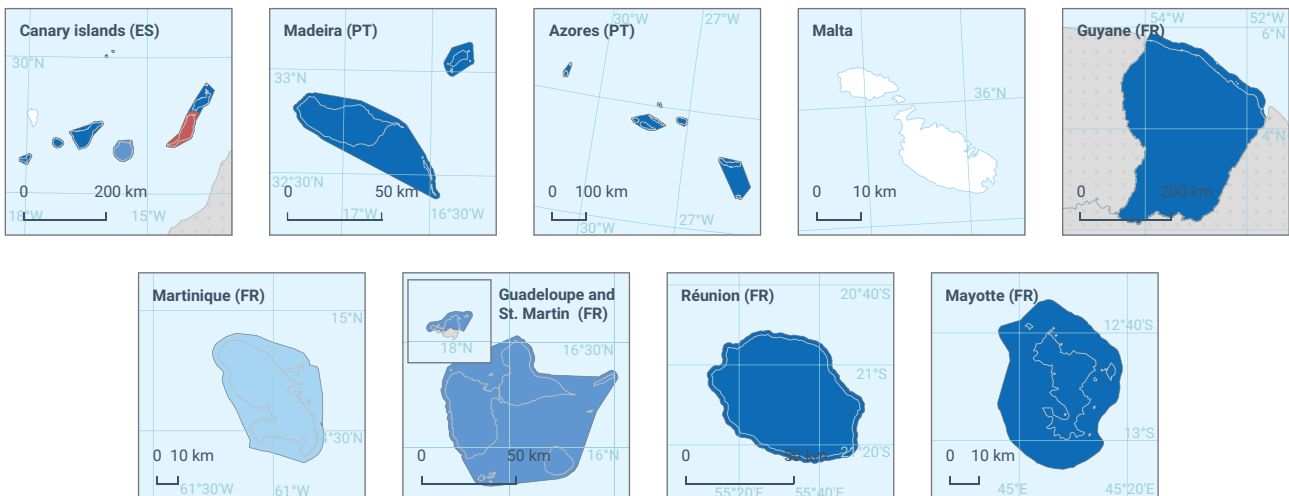 Canary islands (ES)
30°N
0 200 km
18°W 15°W
Madeira (PT)
33°N
32°30'N
0 50 km
17°W 16°30'W
30°W 27°W
Azores (PT)
0 100 km
27°W
30°W
Malta
36°N
0 10 km
54°W 52°W
Guyane (FR) 6°N
4°N
0 200 km
Martinique (FR)
15°N
0 10 km
61°30'W 61°W
Guadeloupe and
St. Martin (FR)
18°N 16°30'N
0 50 km 16°N
20°40'S
Réunion (FR)
21°S
0 21°20'S
55°20'E 55°40'E
Mayotte (FR)
12°40'S
13°S
0 10 km
45°E 45°20'E